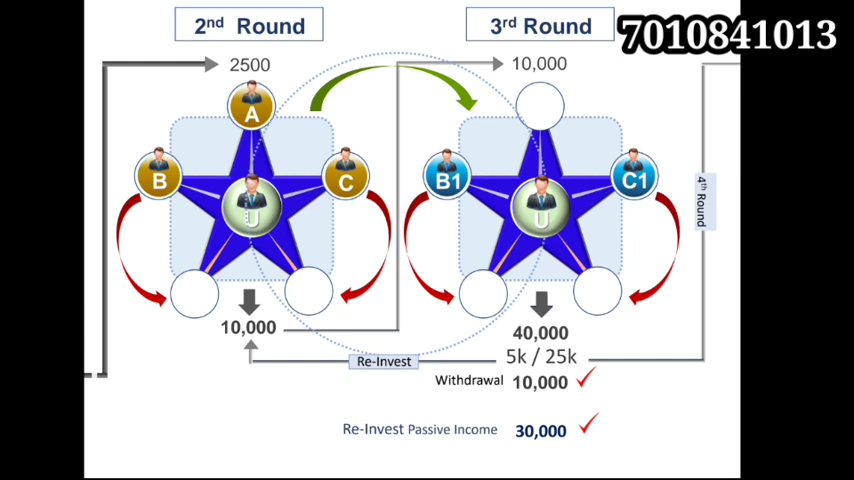 2nd Round
3rd Round
7010841013
2500
10,000
A
B
C
U
B1
C1
U
4th Round
10,000
40,000
5k / 25k
Re-Invest
Withdrawal 10,000
Re-Invest Passive Income 30,000